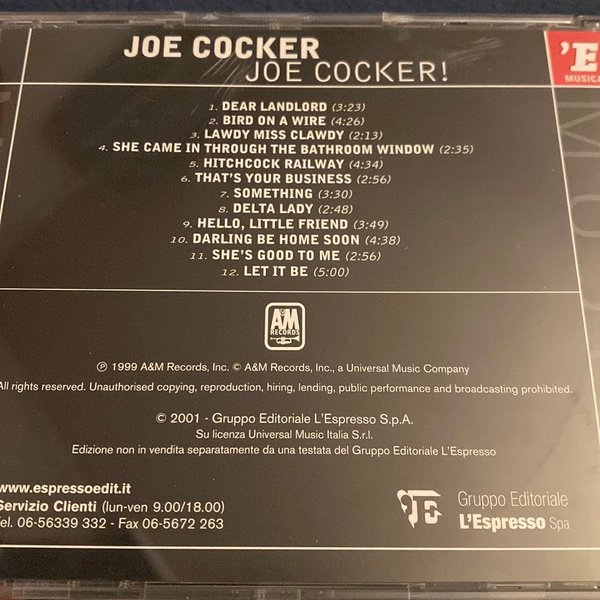 JOE COCKER
JOE COCKER!
'E
MUSICA
1. DEAR LANDLORD (3:23)
2. BIRD ON A WIRE (4:26)
3. LAWDY MISS CLAWDY (2:13)
4. SHE CAME IN THROUGH THE BATHROOM WINDOW (2:35)
5. HITCHCOCK RAILWAY (4:34)
6. THAT'S YOUR BUSINESS (2:56)
7. SOMETHING (3:30)
8. DELTA LADY (2:48)
9. HELLO, LITTLE FRIEND (3:49)
10. DARLING BE HOME SOON (4:38)
11. SHE'S GOOD TO ME (2:56)
12. LET IT BE (5:00)
A&M
RECORDS
℗ 1999 A&M Records, Inc. © A&M Records, Inc., a Universal Music Company
All rights reserved. Unauthorised copying, reproduction, hiring, lending, public performance and broadcasting prohibited.
© 2001 - Gruppo Editoriale L'Espresso S.p.A.
Su licenza Universal Music Italia S.r.l.
Edizione non in vendita separatamente da una testata del Gruppo Editoriale L'Espresso
www.espressoedit.it
Servizio Clienti (lun-ven 9.00/18.00)
Tel. 06-56339 332 - Fax 06-5672 263
Gruppo Editoriale
L'Espresso Spa